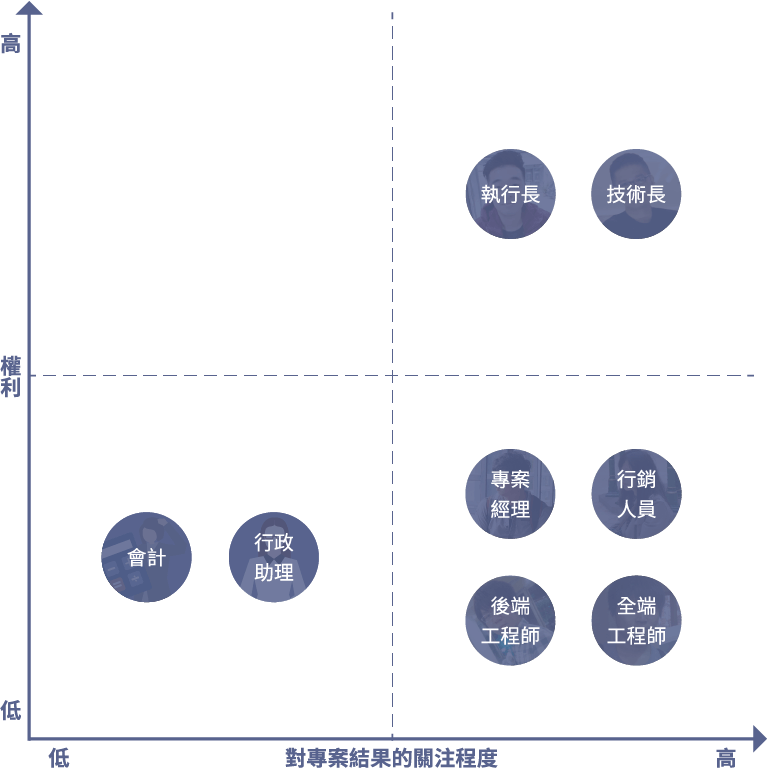 高
執行長
技術長
權
利
專案
經理
行銷
人員
會計
行政
助理
後端
工程師
全端
工程師
低
低
對專案結果的關注程度
高